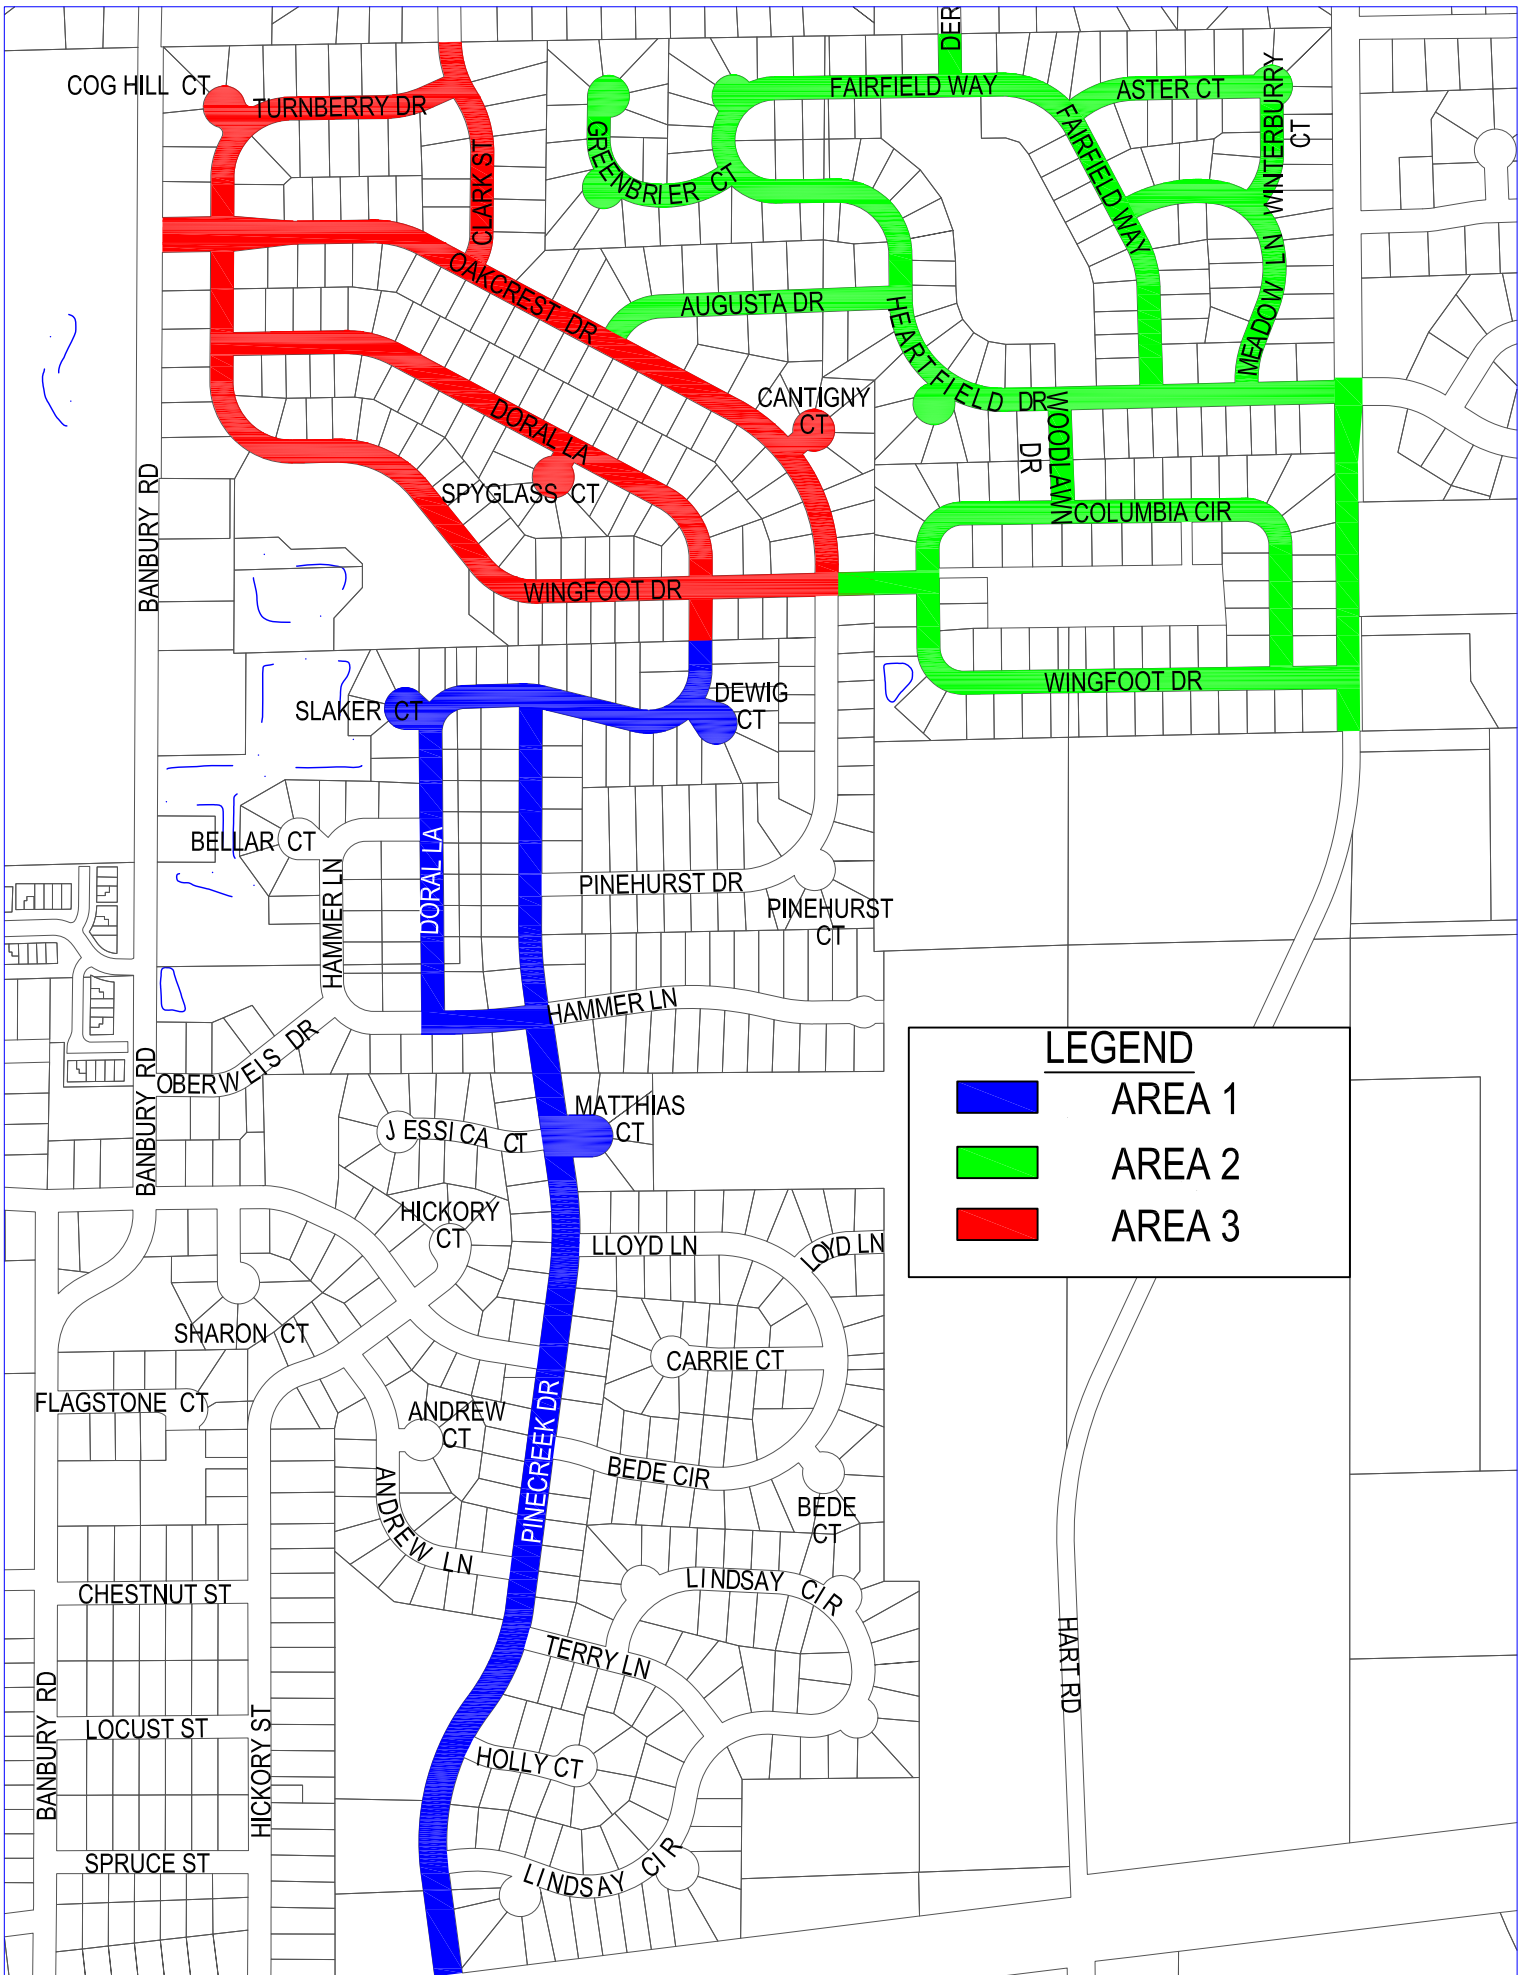 DER
COG HILL CT
TURNBERRY DR
FAIRFIELD WAY
ASTER CT
WINTERBURRY
CT
CLARK ST
GREENBRIER CT
FAIRFIELD WAY
OAKCREST DR
AUGUSTA DR
HEARTFIELD DR
MEADOW LN
CANTIGNY
CT
DORAL LA
WOODLAWN
DR
SPYGLASS CT
COLUMBIA CIR
BANBURY RD
WINGFOOT DR
WINGFOOT DR
SLAKER CT
DEWIG
CT
BELLAR CT
HAMMER LN
DORAL LA
PINEHURST DR
PINEHURST
CT
HAMMER LN
OBERWEIS DR
BANBURY RD
LEGEND
AREA 1
AREA 2
AREA 3
MATTHIAS
CT
JESSICA CT
HICKORY
CT
LLOYD LN
LOYD LN
SHARON CT
CARRIE CT
FLAGSTONE CT
ANDREW
CT
PINECREEK DR
BEDE CIR
BEDE
CT
ANDREW LN
CHESTNUT ST
LINDSAY CIR
TERRY LN
HART RD
BANBURY RD
LOCUST ST
HICKORY ST
HOLLY CT
SPRUCE ST
LINDSAY CIR